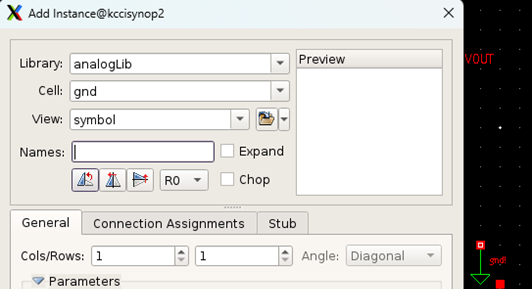 Add Instance@kccisynop2
Library: analogLib
Preview
VOUT
Cell: gnd
View: symbol
Names:
Expand
R0
Chop
General
Connection Assignments
Stub
Cols/Rows: 1
1
Angle: Diagonal
gnd!
Parameters